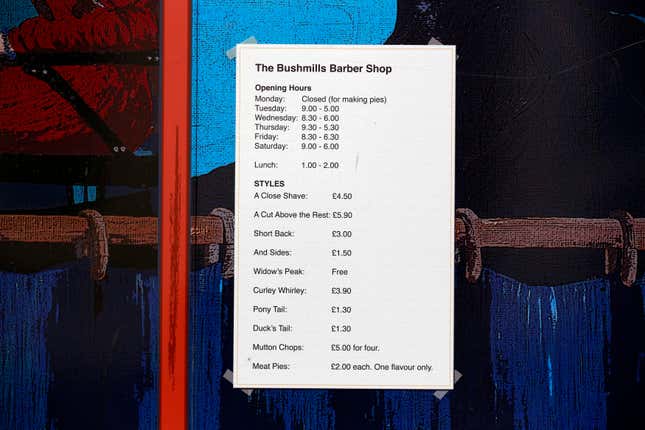 The Bushmills Barber Shop
Opening Hours
Monday: Closed (for making pies)
Tuesday: 9.00 - 5.00
Wednesday: 8.30 - 6.00
Thursday: 9.30 - 5.30
Friday: 8.30 - 6.30
Saturday: 9.00 - 6.00
Lunch: 1.00 - 2.00
STYLES
A Close Shave: £4.50
A Cut Above the Rest: £5.90
Short Back: £3.00
And Sides: £1.50
Widow's Peak: Free
Curley Whirley: £3.90
Pony Tail: £1.30
Duck's Tail: £1.30
Mutton Chops: £5.00 for four.
Meat Pies: £2.00 each. One flavour only.